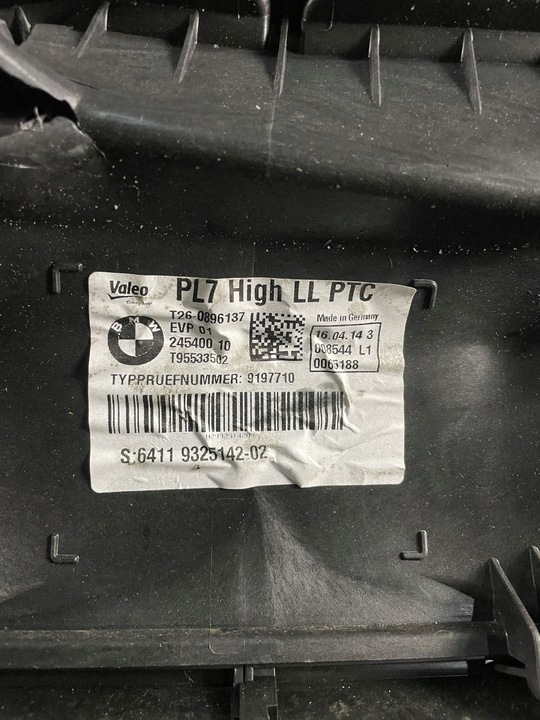 Valeo
PL7 High LL PTC
BMW
T26 0896137
EVP 01
245400 10
T95533502
Made in Germany
16.04.14 3
008544 L1
0065188
TYPPRUEFNUMMER: 9197710
S:6411 9325142-02